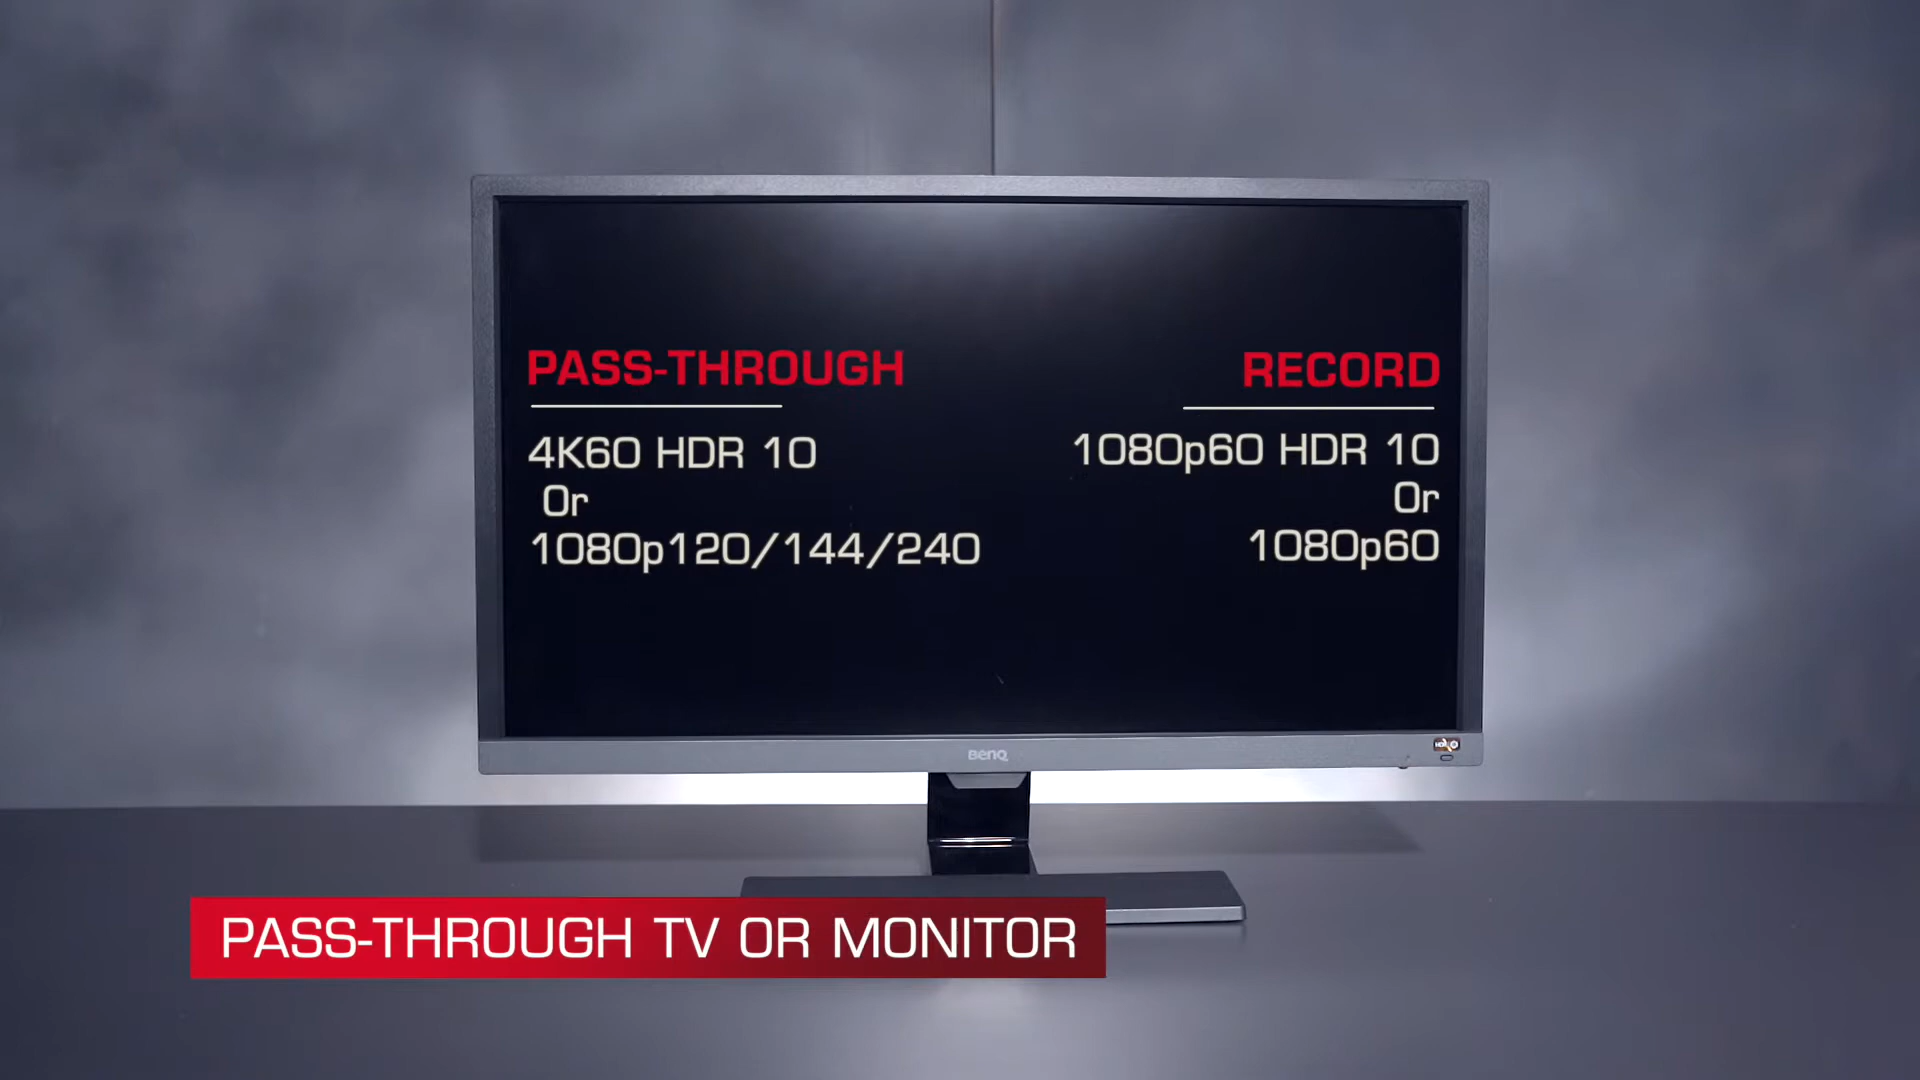 PASS-THROUGH
4K60 HDR 10
Or
1080p120/144/240
RECORD
1080p60 HDR 10
Or
1080p60
BenQ
PASS-THROUGH TV OR MONITOR